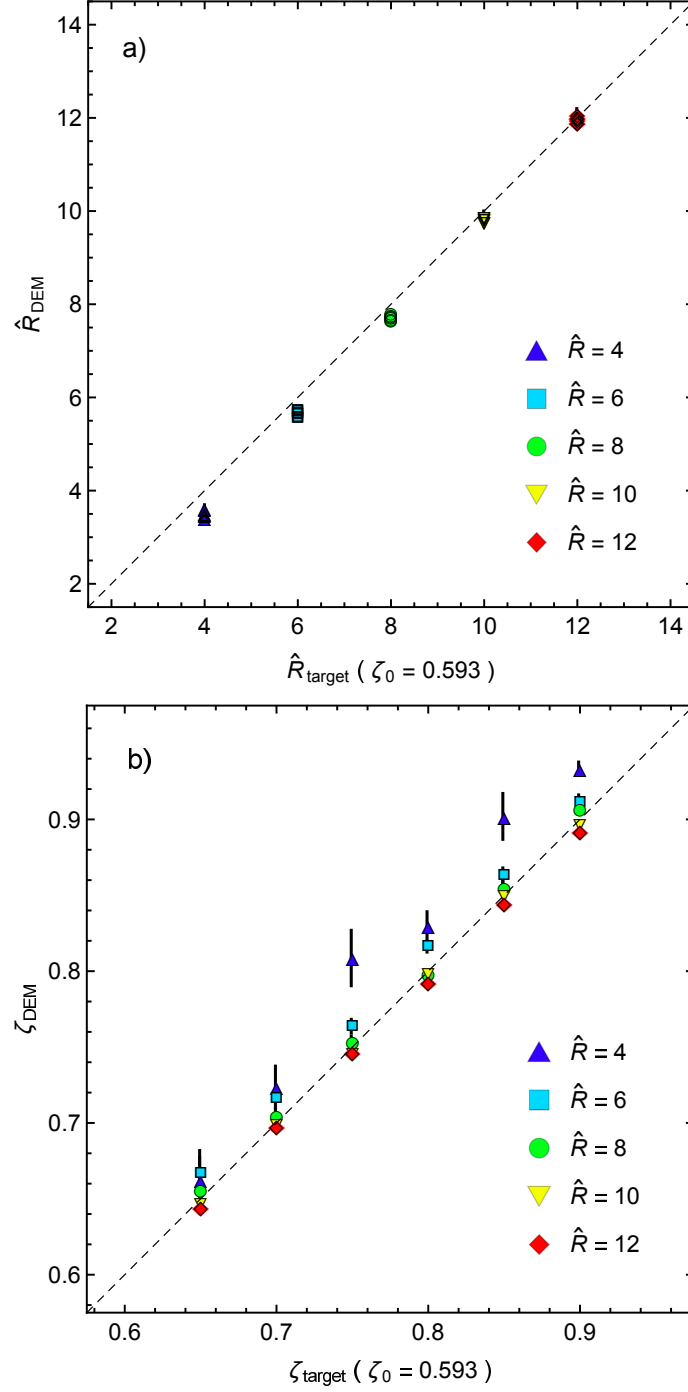 a)
14
12
10
8
6
4
2
R̂DEM
R̂ = 4
R̂ = 6
R̂ = 8
R̂ = 10
R̂ = 12
2 4 6 8 10 12 14
R̂target ( ζ0 = 0.593 )
b)
0.9
0.8
0.7
0.6
ζDEM
R̂ = 4
R̂ = 6
R̂ = 8
R̂ = 10
R̂ = 12
0.6 0.7 0.8 0.9
ζtarget ( ζ0 = 0.593 )